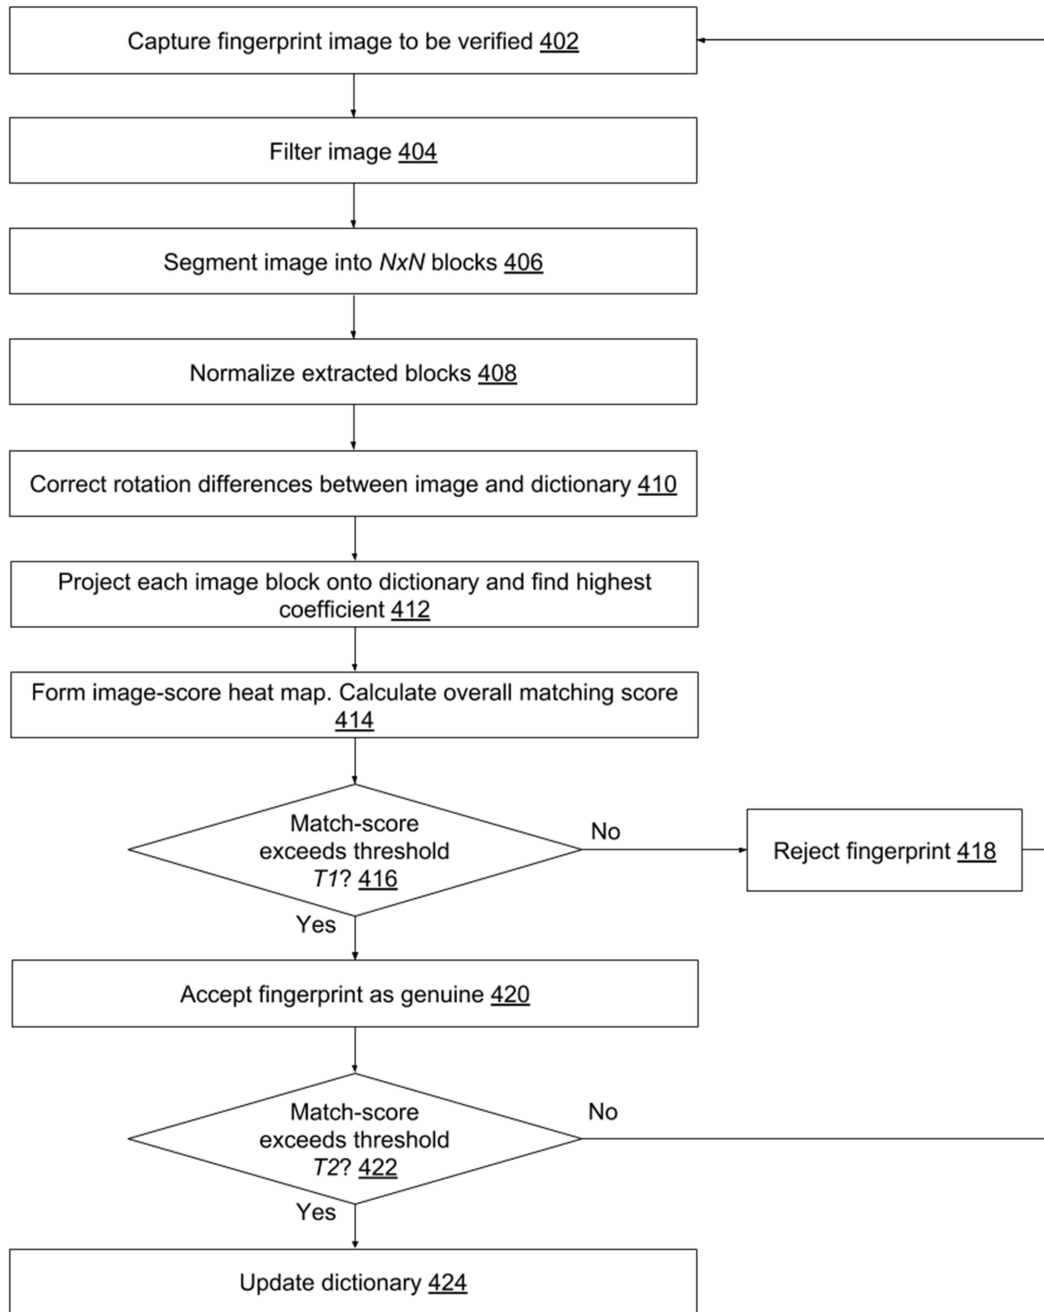 Capture fingerprint image to be verified 402
Filter image 404
Segment image into NxN blocks 406
Normalize extracted blocks 408
Correct rotation differences between image and dictionary 410
Project each image block onto dictionary and find highest
coefficient 412
Form image-score heat map. Calculate overall matching score
414
Match-score
exceeds threshold
T1? 416
No
Reject fingerprint 418
Yes
Accept fingerprint as genuine 420
Match-score
exceeds threshold
T2? 422
No
Yes
Update dictionary 424